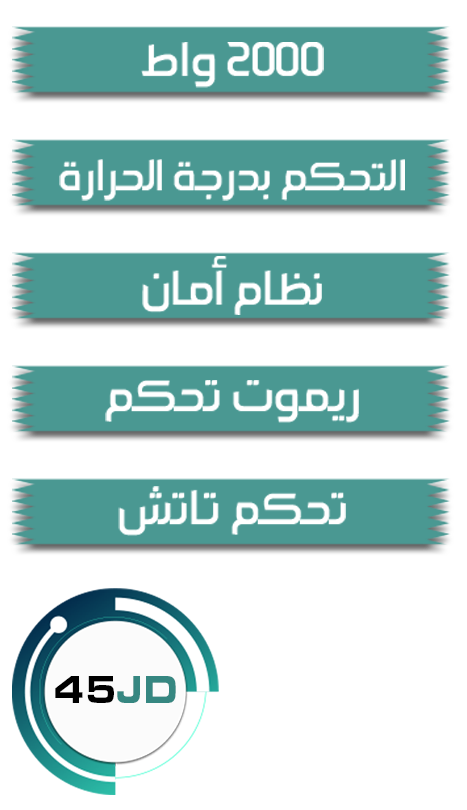 2000 واط
التحكم بدرجة الحرارة
نظام أمان
ريموت تحكم
تحكم تاتش
45JD